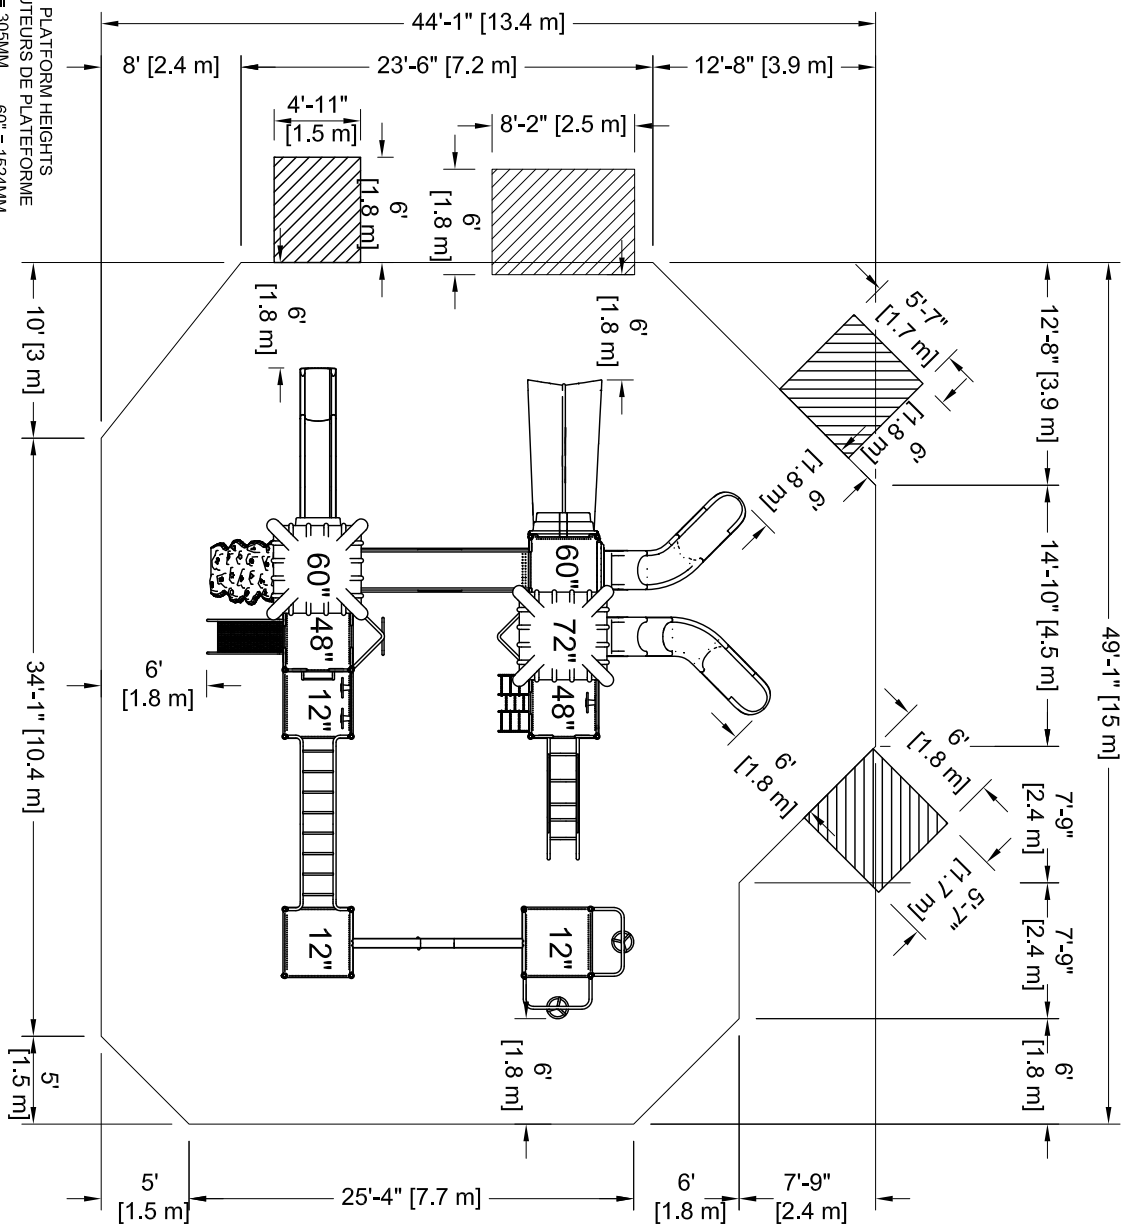 44'-1" [13.4 m]
8' [2.4 m]
23'-6" [7.2 m]
12'-8" [3.9 m]
PLATFORM HEIGHTS
4'-11"
[1.5 m]
8'-2" [2.5 m]
6'
[1.8 m]
6'
[1.8 m]
6'
[1.8 m]
6'
[1.8 m]
5'-7"
[1.7 m]
6'
[1.8 m]
6'
[1.8 m]
10' [3 m]
12'-8" [3.9 m]
14'-10" [4.5 m]
49'-1" [15 m]
60"
48"
12"
60"
72"
48"
6'
[1.8 m]
34'-1" [10.4 m]
6'
[1.8 m]
6'
[1.8 m]
5'-7"
[1.7 m]
7'-9"
[2.4 m]
7'-9"
[2.4 m]
12"
12"
6'
[1.8 m]
6'
[1.8 m]
5'
[1.5 m]
5'
[1.5 m]
25'-4" [7.7 m]
6'
[1.8 m]
7'-9"
[2.4 m]